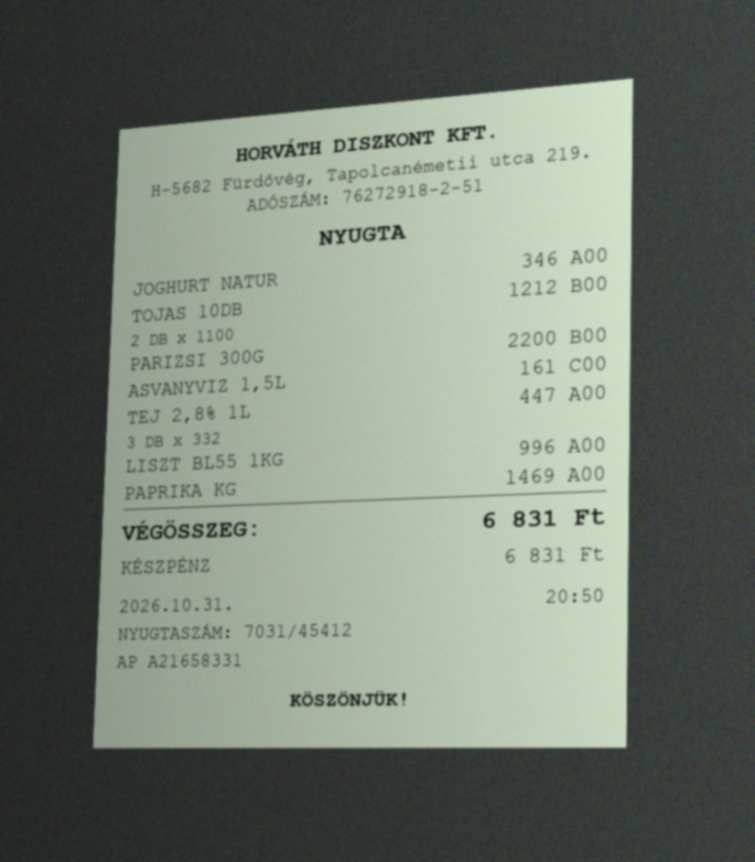 HORVÁTH DISZKONT KFT.
H-5682 Fürdővég, Tapolcanémetii utca 219.
ADÓSZÁM: 76272918-2-51
NYUGTA
JOGHURT NATUR 346 A00
TOJAS 10DB 1212 B00
2 DB x 1100
PARIZSI 300G 2200 B00
ASVANYVIZ 1,5L 161 C00
TEJ 2,8% 1L 447 A00
3 DB x 332
LISZT BL55 1KG 996 A00
PAPRIKA KG 1469 A00
VÉGÖSSZEG: 6 831 Ft
KÉSZPÉNZ 6 831 Ft
2026.10.31. 20:50
NYUGTASZÁM: 7031/45412
AP A21658331
KÖSZÖNJÜK!